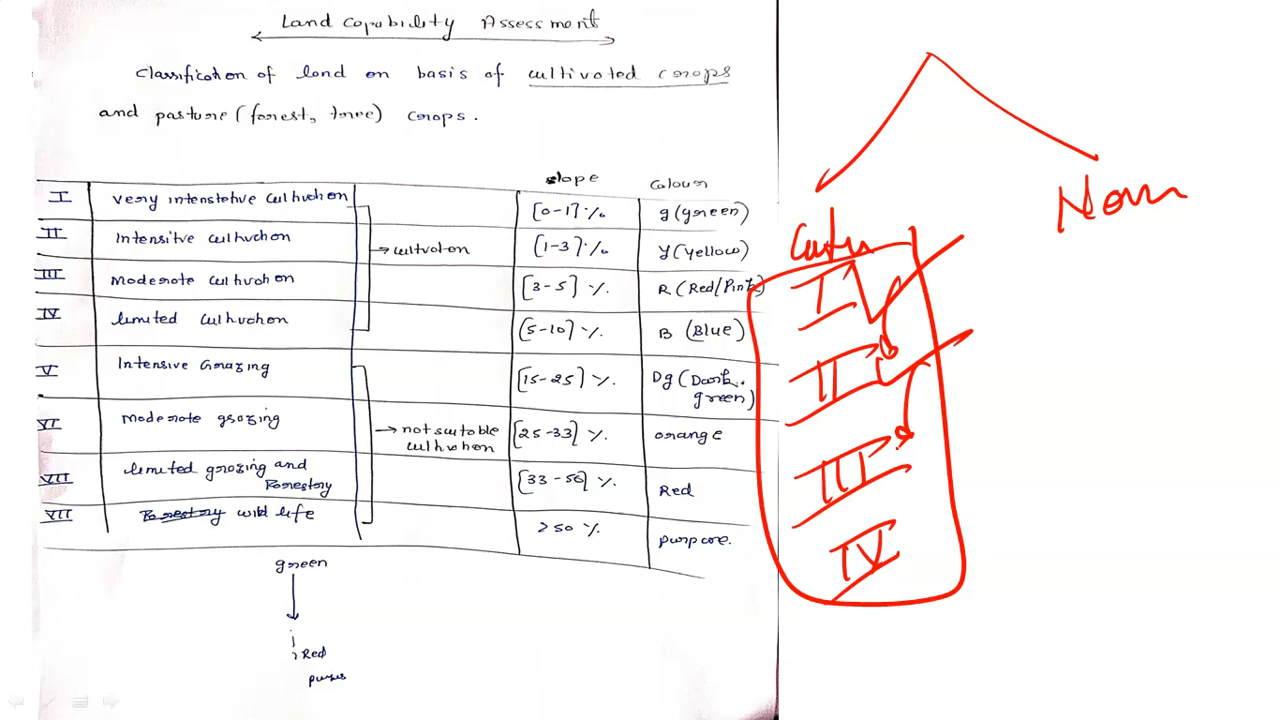 Land Capability Assessment
Classification of land on basis of cultivated crops
and pasture (forest, tree) crops.
slope Colour
I very intenstative cultivation [0-1]% g (green)
II Intensitve cultivation → cultivation [1-3]% Y (Yellow)
III Moderate cultivation [3-5] %. R (Red/Pink)
IV limited cultivation [5-10] %. B (Blue)
V Intensive Grazing [15-25] %. Dg (Dark green)
VI Moderate grazing → not suitable cultivation [25-33] %. orange
VII limited grazing and Forestory [33-50] %. Red
VII Forestory wild life >50 %. purpore.
green
Red
Non
I
II
III
IV